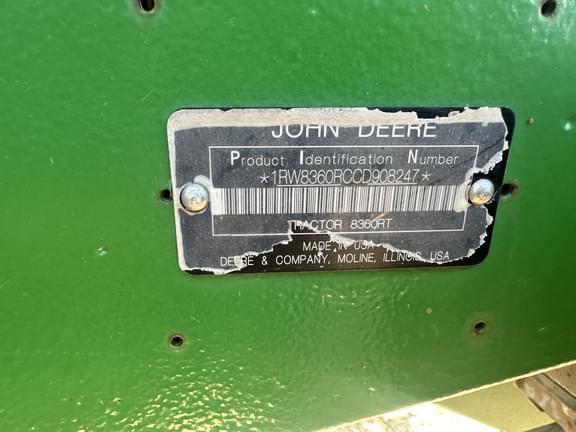 JOHN DEERE
Product Identification Number
*1RW8360RCCD908247*
TRACTOR 8360RT
MADE IN USA
DEERE & COMPANY, MOLINE, ILLINOIS, USA